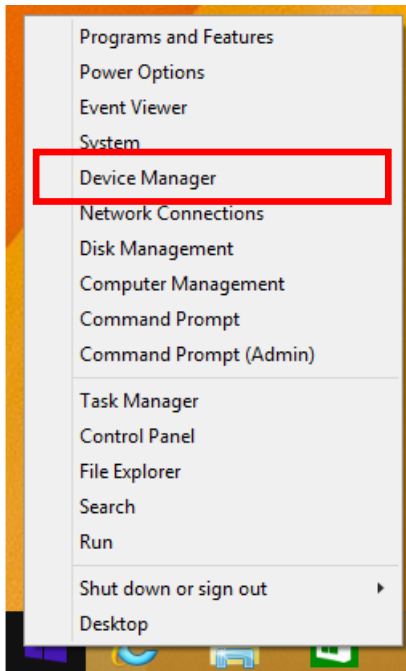 Programs and Features
Power Options
Event Viewer
System
Device Manager
Network Connections
Disk Management
Computer Management
Command Prompt
Command Prompt (Admin)
Task Manager
Control Panel
File Explorer
Search
Run
Shut down or sign out
Desktop